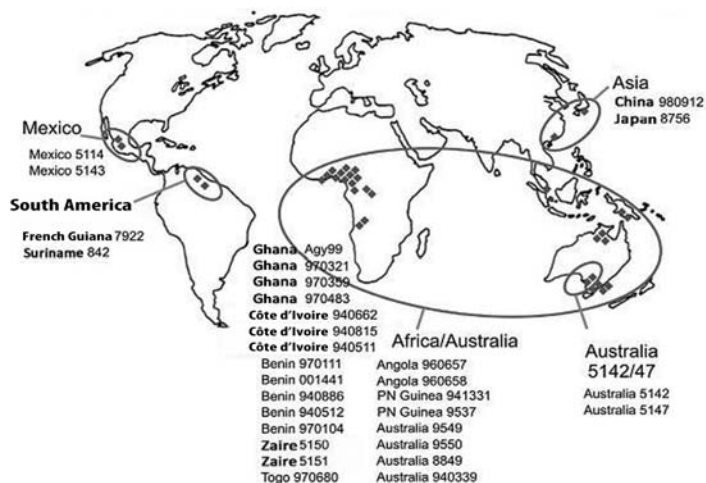 Asia
China 980912
Japan 8756
Mexico
Mexico 5114
Mexico 5143
South America
French Guiana 7922
Suriname 842
Africa/Australia
Ghana Agy99
Ghana 970321
Ghana 970359
Ghana 970483
Côte d'Ivoire 940662
Côte d'Ivoire 940815
Côte d'Ivoire 940511
Benin 970111
Benin 001441
Benin 940886
Benin 940512
Benin 970104
Zaire 5150
Zaire 5151
Togo 970680
Angola 960657
Angola 960658
PN Guinea 941331
PN Guinea 9537
Australia 9549
Australia 9550
Australia 8849
Australia 940339
Australia
5142/47
Australia 5142
Australia 5147